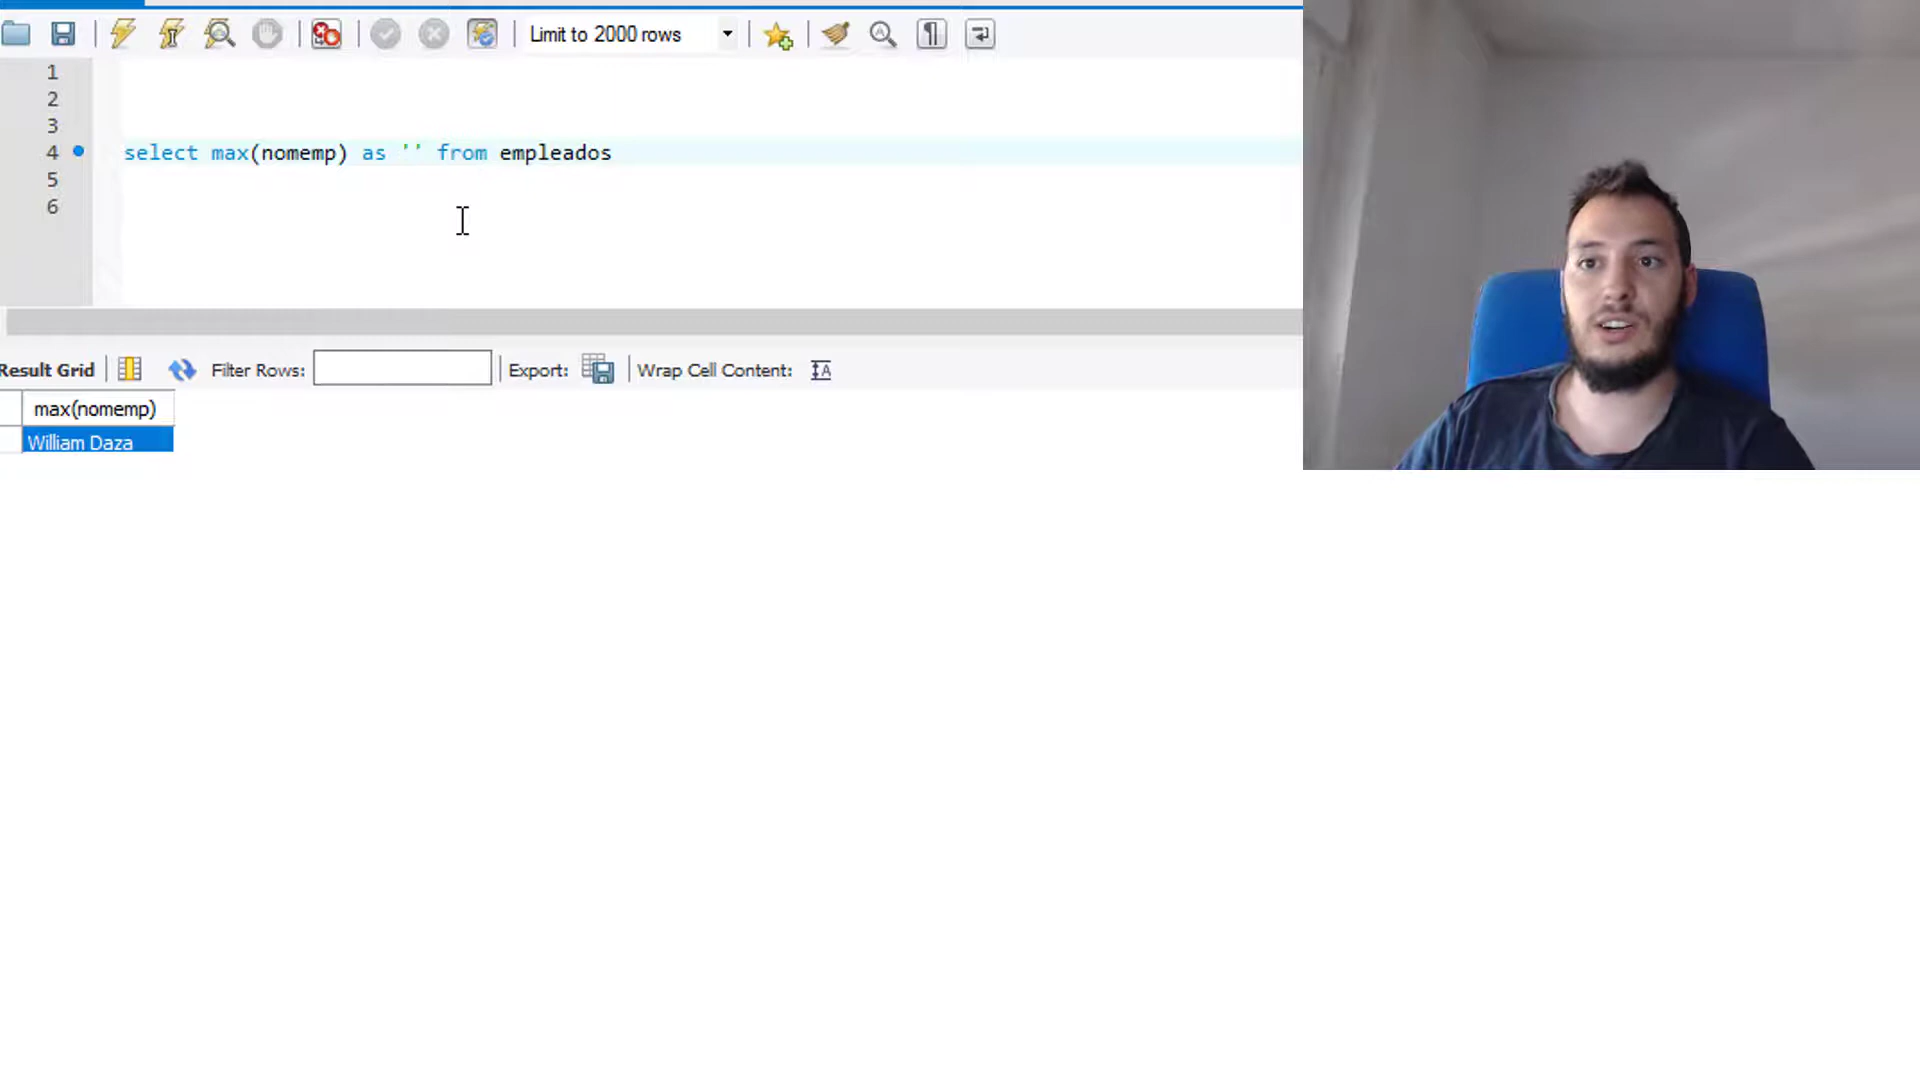 Limit to 2000 rows
1
2
3
4 select max(nomemp) as '' from empleados
5
6
Result Grid Filter Rows: Export: Wrap Cell Content:
max(nomemp)
William Daza